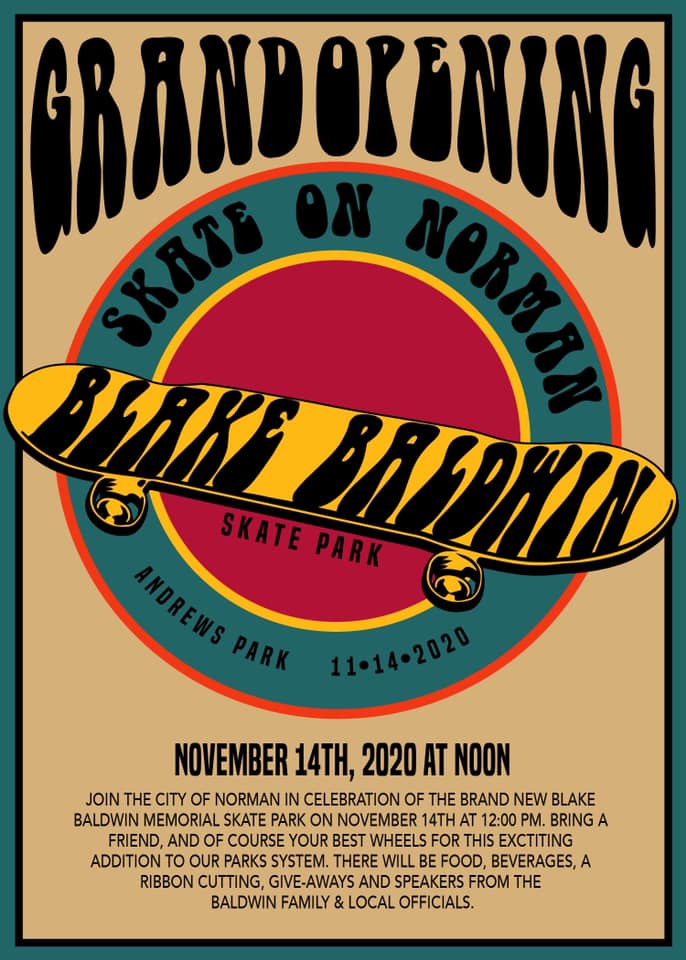 GRAND OPENING
SKATE ON NORMAN
BLAKE BALDWIN
SKATE PARK
ANDREWS PARK 11•14•2020
NOVEMBER 14TH, 2020 AT NOON
JOIN THE CITY OF NORMAN IN CELEBRATION OF THE BRAND NEW BLAKE
BALDWIN MEMORIAL SKATE PARK ON NOVEMBER 14TH AT 12:00 PM. BRING A
FRIEND, AND OF COURSE YOUR BEST WHEELS FOR THIS EXCTITING
ADDITION TO OUR PARKS SYSTEM. THERE WILL BE FOOD, BEVERAGES, A
RIBBON CUTTING, GIVE-AWAYS AND SPEAKERS FROM THE
BALDWIN FAMILY & LOCAL OFFICIALS.